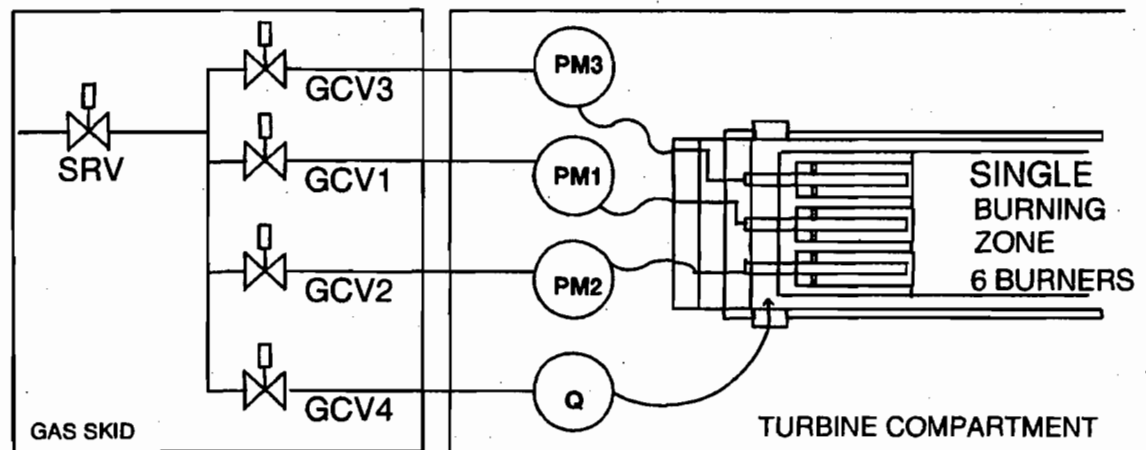 PM3
GCV3
SRV
GCV1
PM1
SINGLE
BURNING
ZONE
6 BURNERS
GCV2
PM2
GCV4
Q
GAS SKID
TURBINE COMPARTMENT